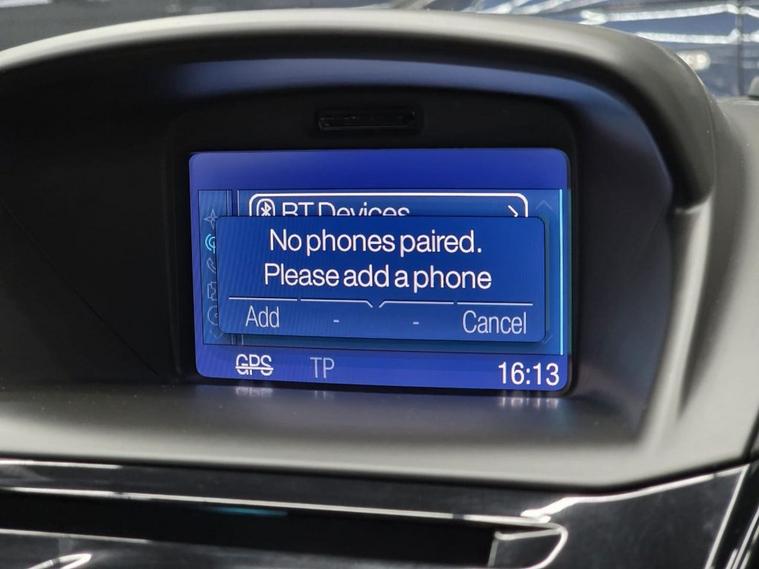 BT Devices
No phones paired.
Please add a phone
Add - - Cancel
GPS TP 16:13